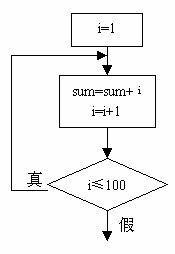 i=1
sum=sum+ i
i=i+1
真
i≤100
假